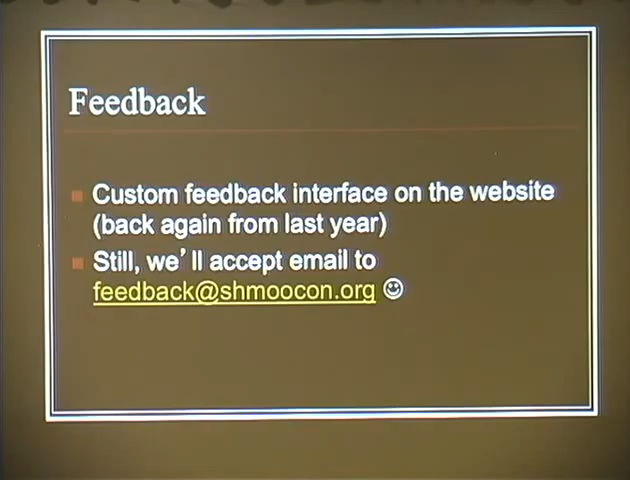 Feedback
Custom feedback interface on the website
(back again from last year)
Still, we'll accept email to
feedback@shmoocon.org ☺